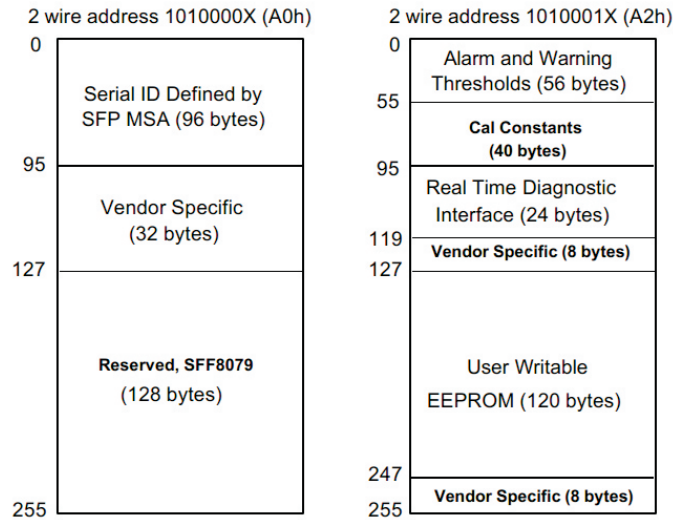 2 wire address 1010000X (A0h)
0
Serial ID Defined by
SFP MSA (96 bytes)
95
Vendor Specific
(32 bytes)
127
Reserved, SFF8079
(128 bytes)
255
2 wire address 1010001X (A2h)
0
Alarm and Warning
Thresholds (56 bytes)
55
Cal Constants
(40 bytes)
95
Real Time Diagnostic
Interface (24 bytes)
119
Vendor Specific (8 bytes)
127
User Writable
EEPROM (120 bytes)
247
Vendor Specific (8 bytes)
255